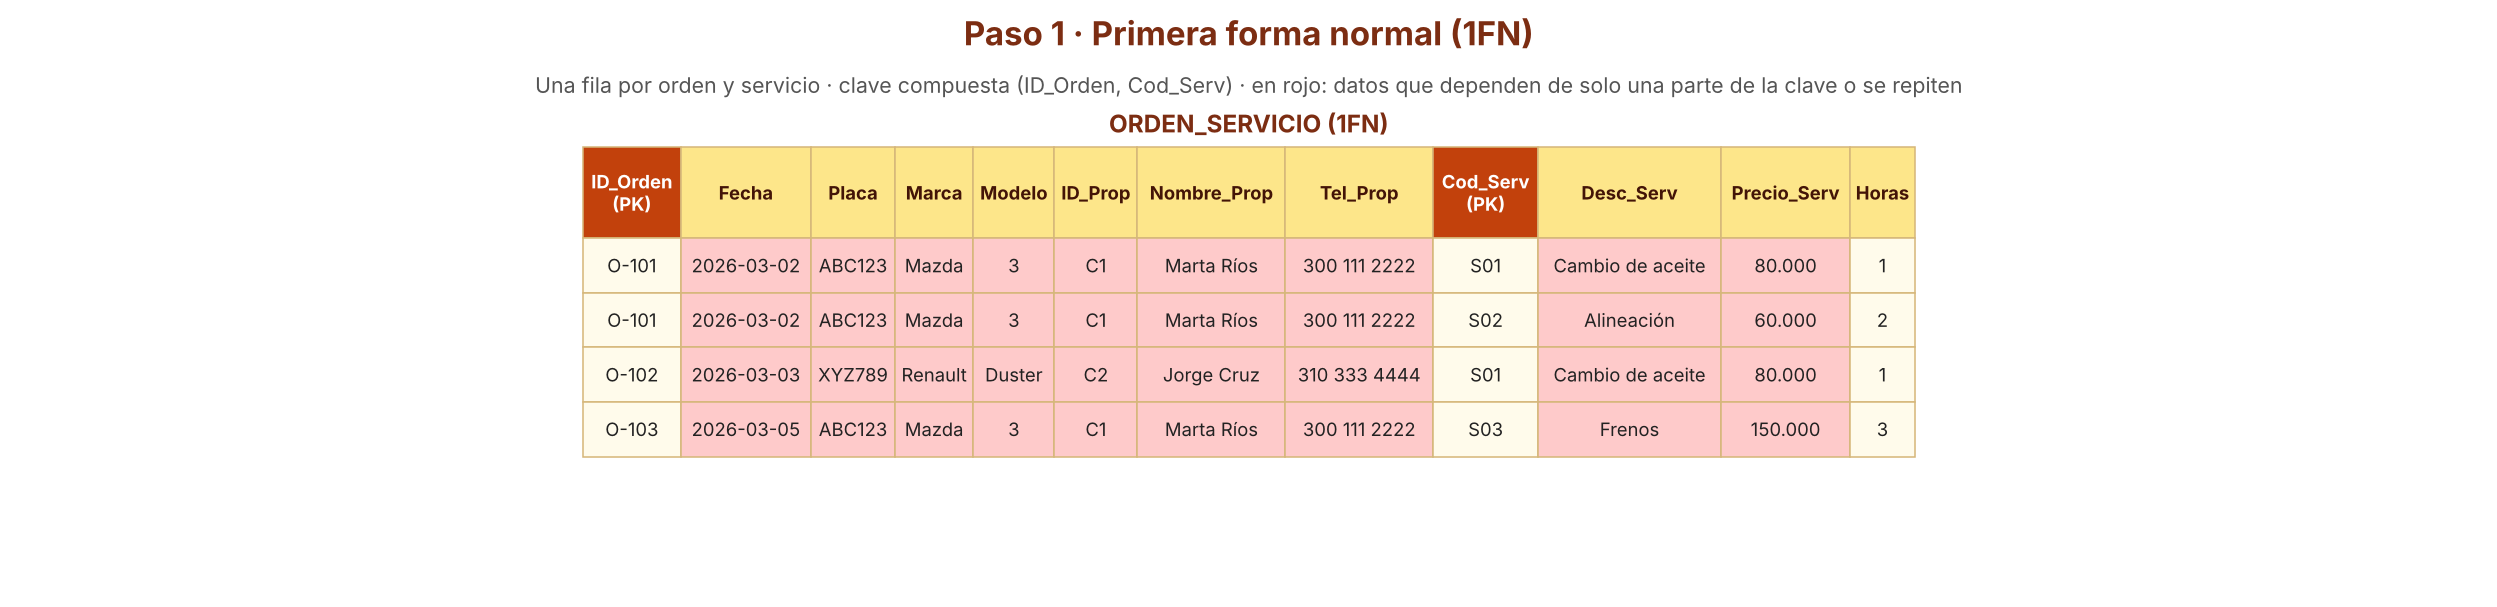 Paso 1 · Primera forma normal (1FN)
Una fila por orden y servicio · clave compuesta (ID_Orden, Cod_Serv) · en rojo: datos que dependen de solo una parte de la clave o se repiten
ORDEN_SERVICIO (1FN)
ID_Orden (PK) Fecha Placa Marca Modelo ID_Prop Nombre_Prop Tel_Prop Cod_Serv (PK) Desc_Serv Precio_Serv Horas
O-101 2026-03-02 ABC123 Mazda 3 C1 Marta Ríos 300 111 2222 S01 Cambio de aceite 80.000 1
O-101 2026-03-02 ABC123 Mazda 3 C1 Marta Ríos 300 111 2222 S02 Alineación 60.000 2
O-102 2026-03-03 XYZ789 Renault Duster C2 Jorge Cruz 310 333 4444 S01 Cambio de aceite 80.000 1
O-103 2026-03-05 ABC123 Mazda 3 C1 Marta Ríos 300 111 2222 S03 Frenos 150.000 3